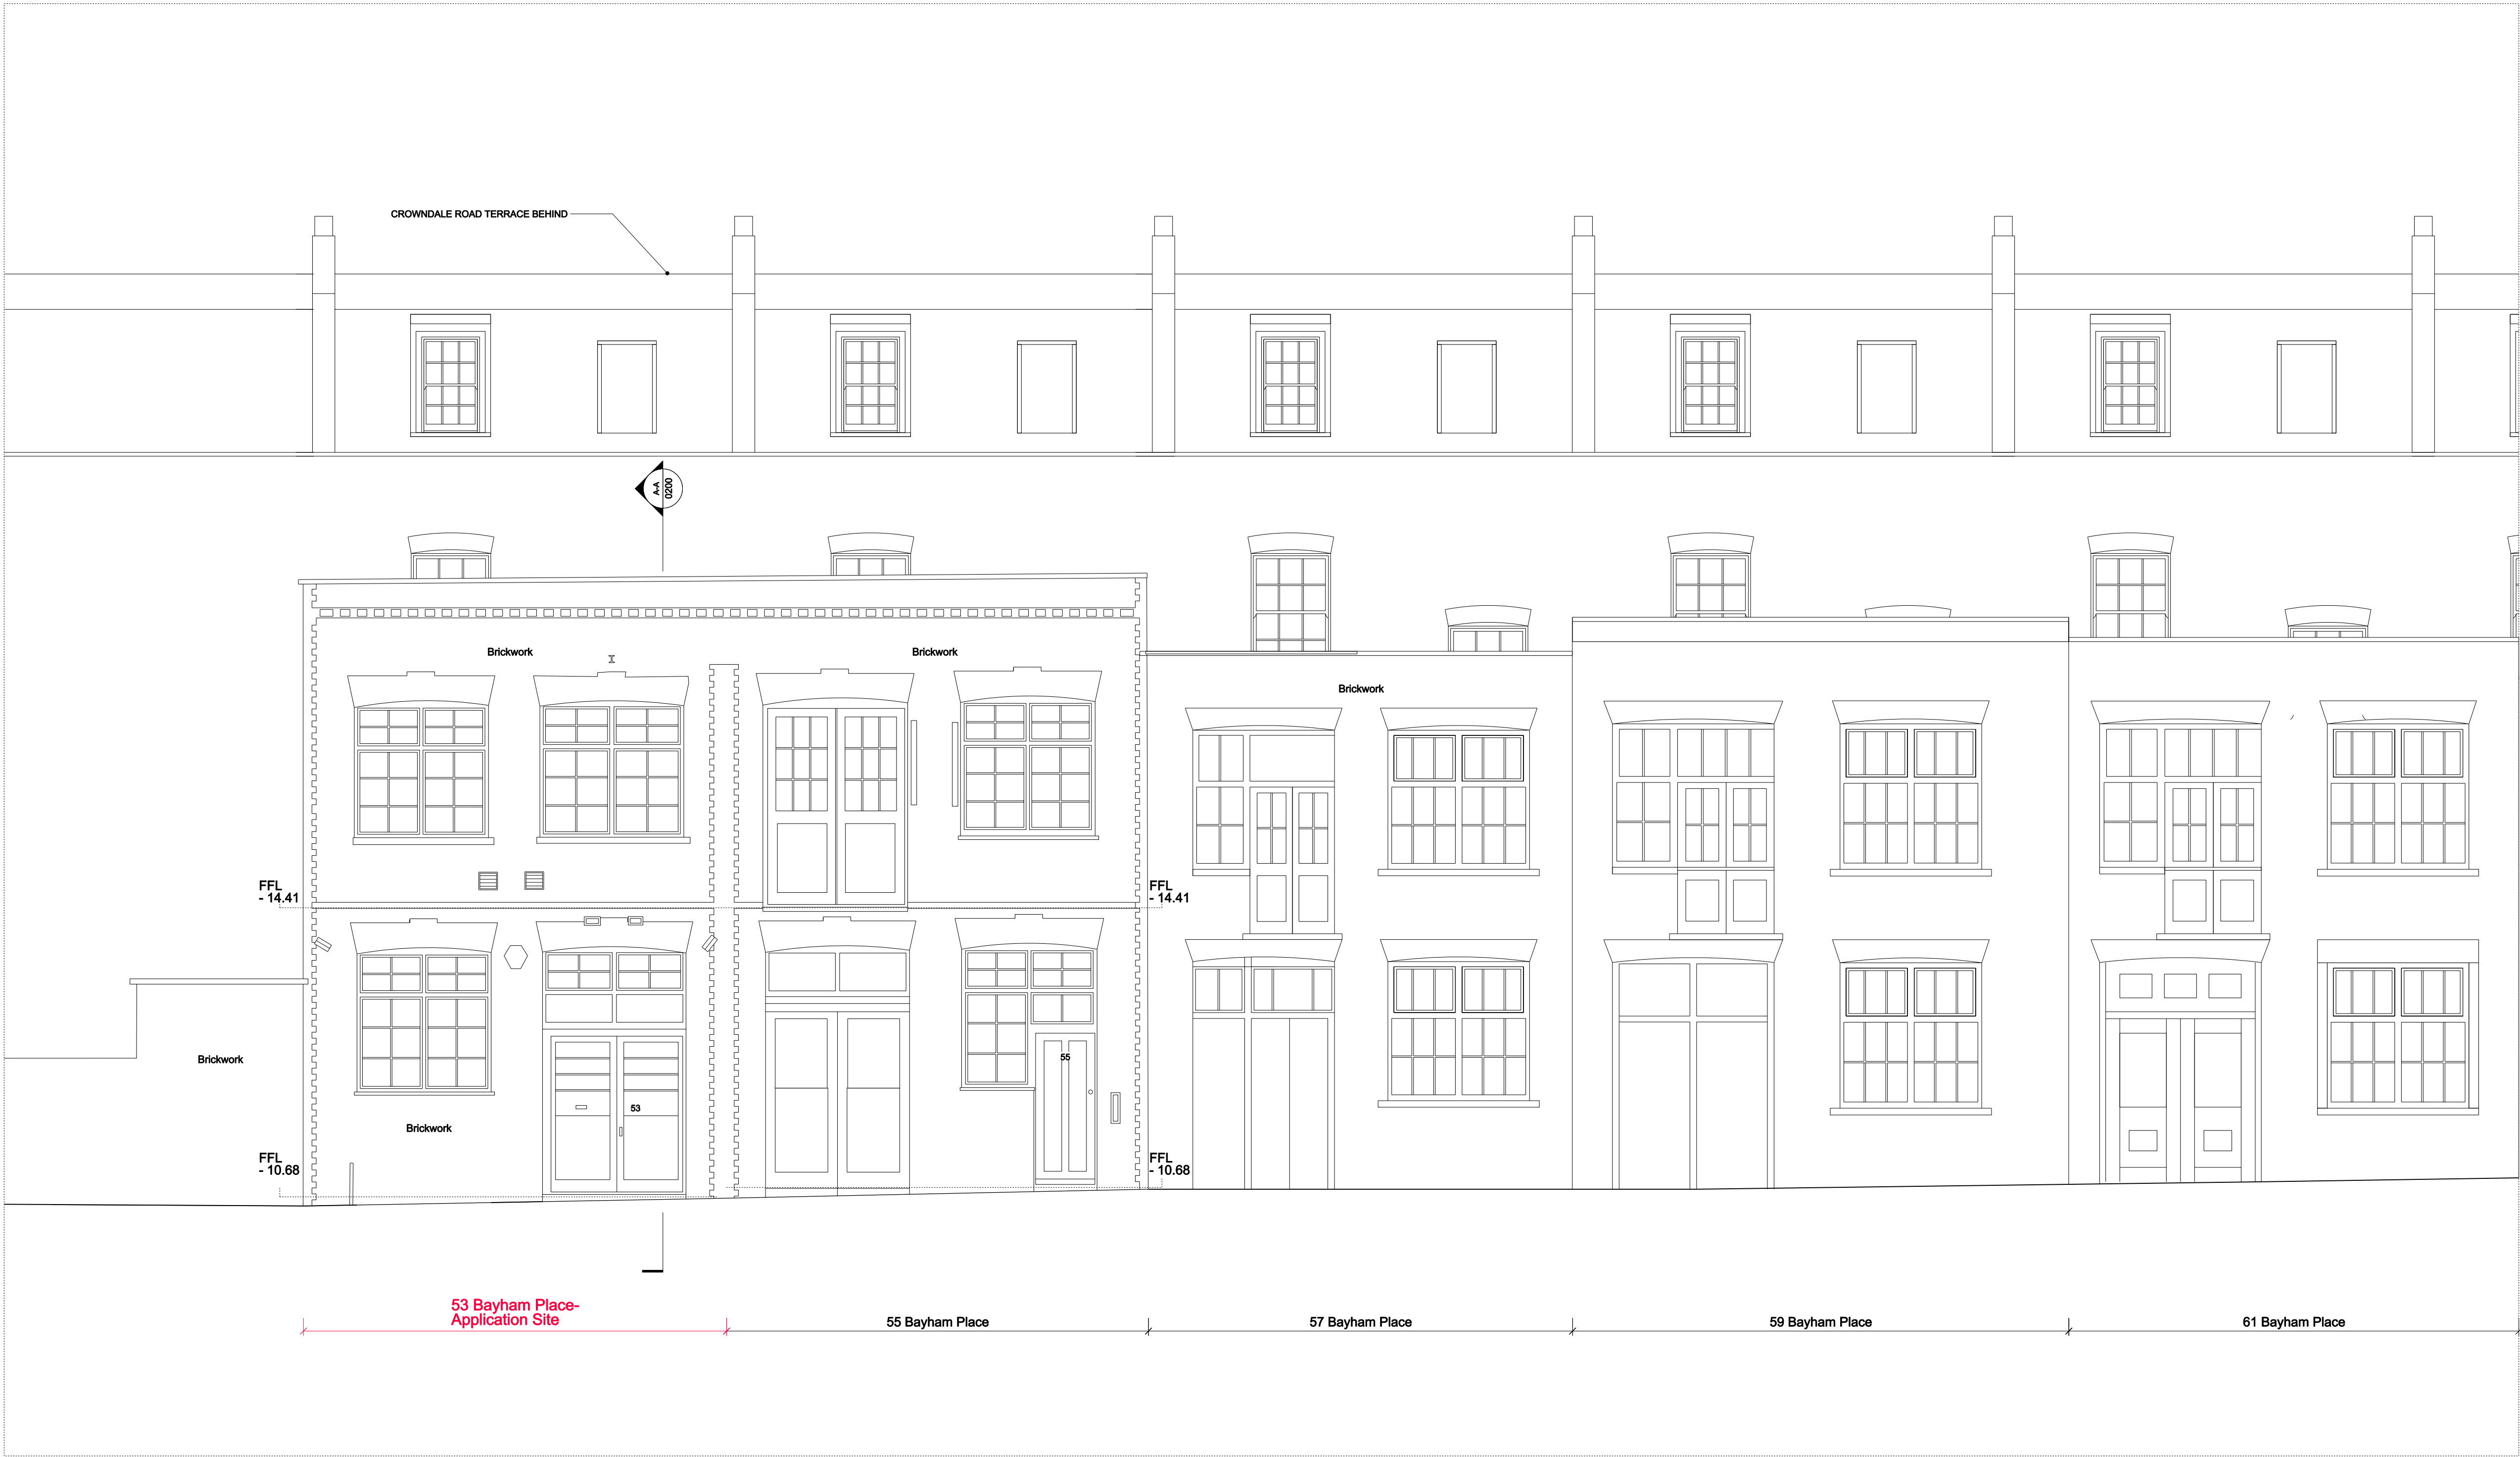 CROWNDALE ROAD TERRACE BEHIND
A-A
0200
Brickwork
Brickwork
Brickwork
FFL
- 14.41
FFL
- 14.41
55
Brickwork
53
Brickwork
FFL
- 10.68
FFL
- 10.68
53 Bayham Place-
Application Site
55 Bayham Place
57 Bayham Place
59 Bayham Place
61 Bayham Place